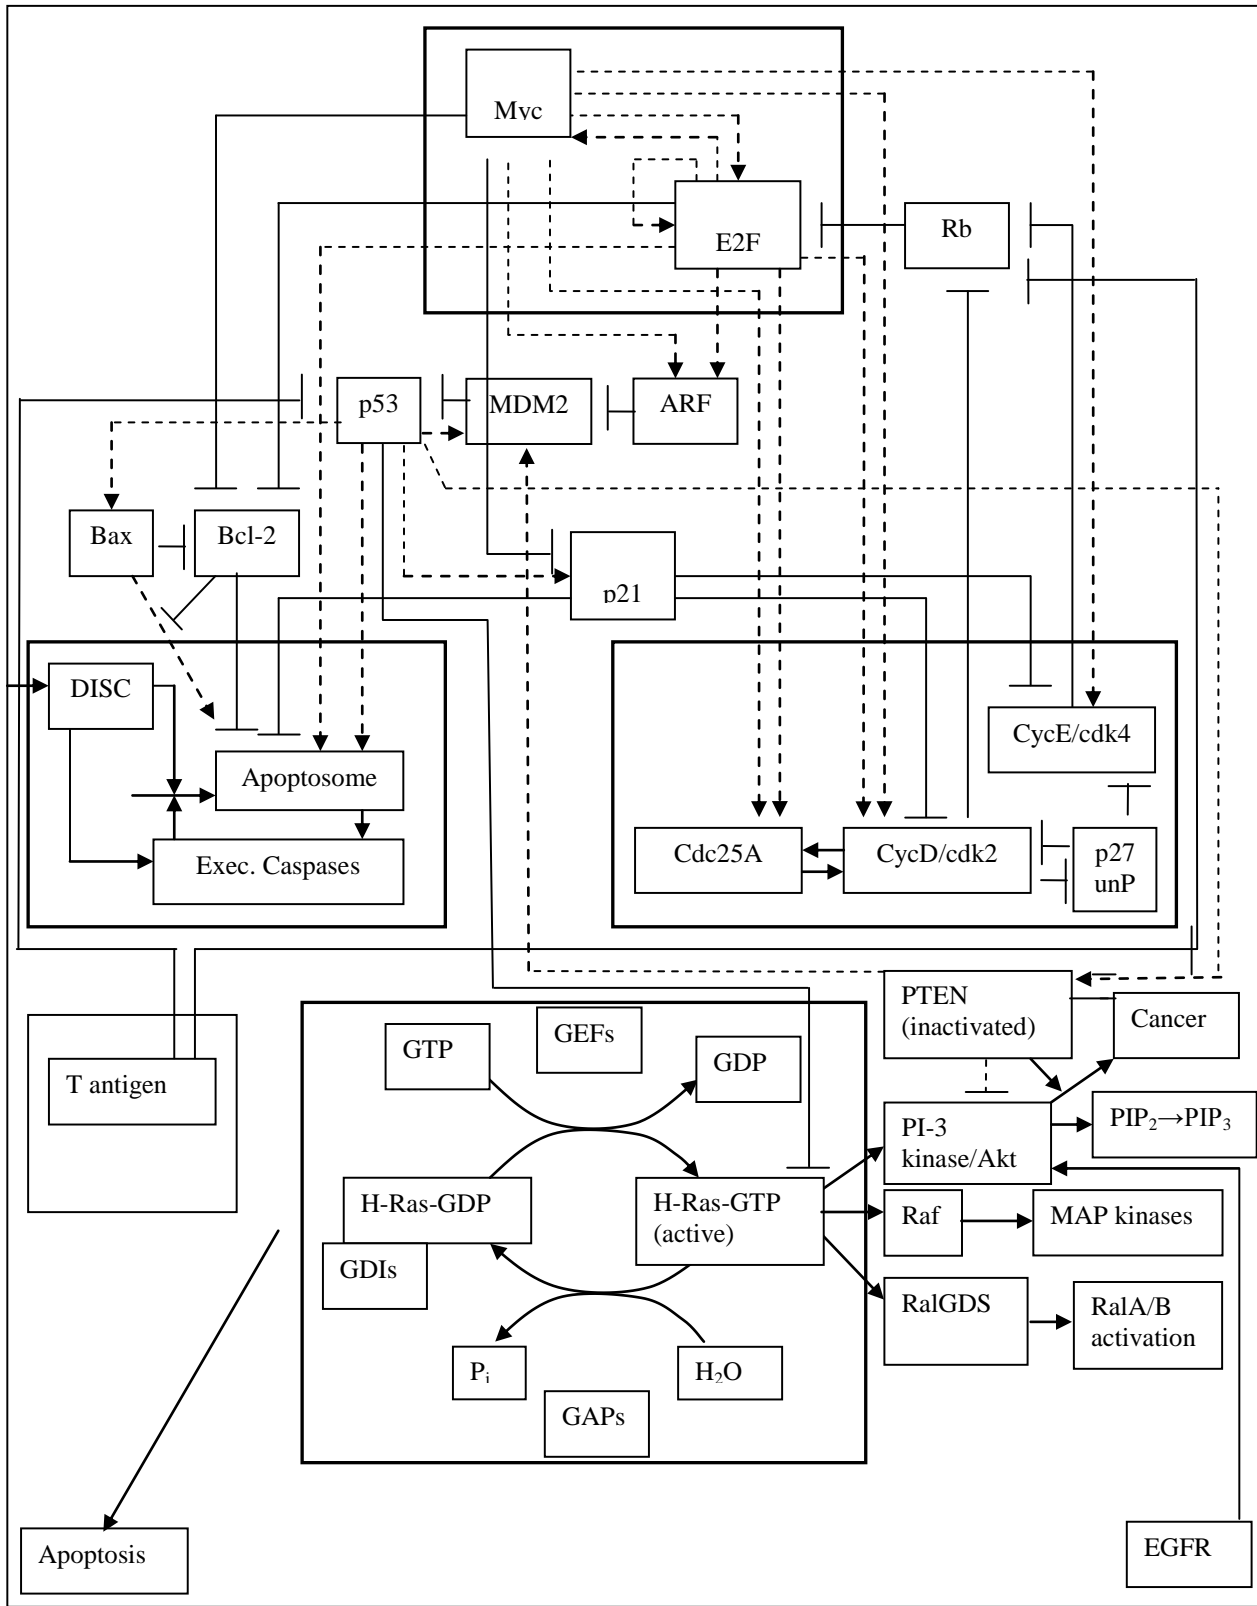 Myc
E2F
Rb
p53
MDM2
ARF
Bax
Bcl-2
p21
DISC
CycE/cdk4
Apoptosome
Cdc25A
CycD/cdk2
p27
unP
Exec. Caspases
PTEN
(inactivated)
Cancer
GEFs
GTP
GDP
T antigen
PI-3
kinase/Akt
PIP₂→PIP₃
H-Ras-GDP
H-Ras-GTP
(active)
Raf
MAP kinases
GDIs
RalGDS
RalA/B
activation
Pᵢ
H₂O
GAPs
Apoptosis
EGFR